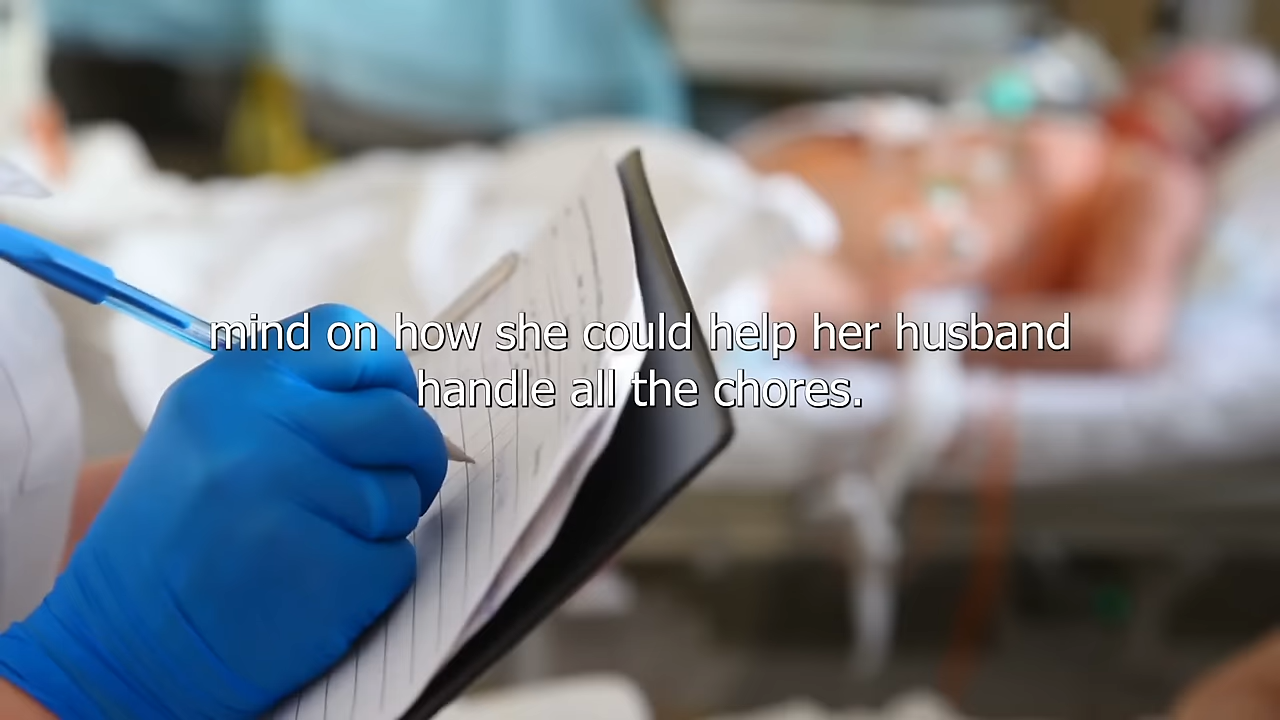 mind on how she could help her husband
handle all the chores.